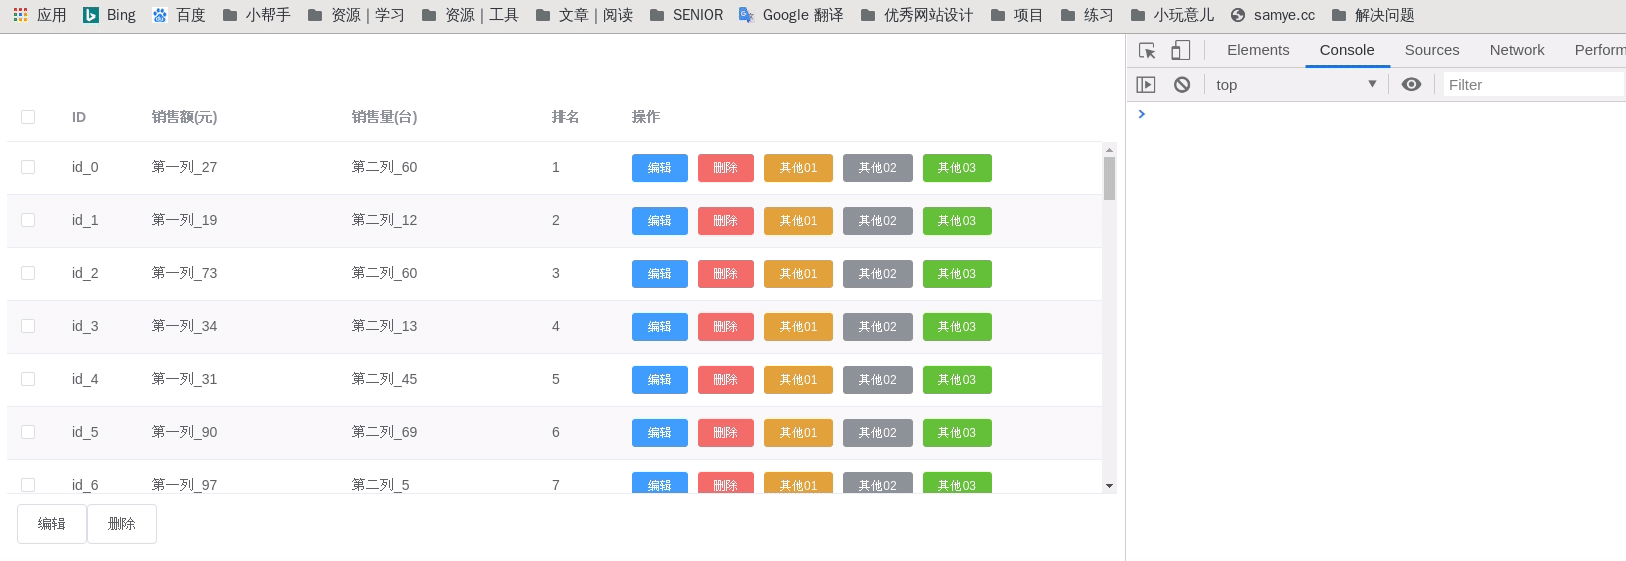 应用 Bing 百度 小帮手 资源｜学习 资源｜工具 文章｜阅读 SENIOR Google 翻译 优秀网站设计 项目 练习 小玩意儿 samye.cc 解决问题
Elements Console Sources Network Perform
top Filter
ID 销售额(元) 销售量(台) 排名 操作
id_0 第一列_27 第二列_60 1 编辑 删除 其他01 其他02 其他03
id_1 第一列_19 第二列_12 2 编辑 删除 其他01 其他02 其他03
id_2 第一列_73 第二列_60 3 编辑 删除 其他01 其他02 其他03
id_3 第一列_34 第二列_13 4 编辑 删除 其他01 其他02 其他03
id_4 第一列_31 第二列_45 5 编辑 删除 其他01 其他02 其他03
id_5 第一列_90 第二列_69 6 编辑 删除 其他01 其他02 其他03
id_6 第一列_97 第二列_5 7 编辑 删除 其他01 其他02 其他03
编辑 删除